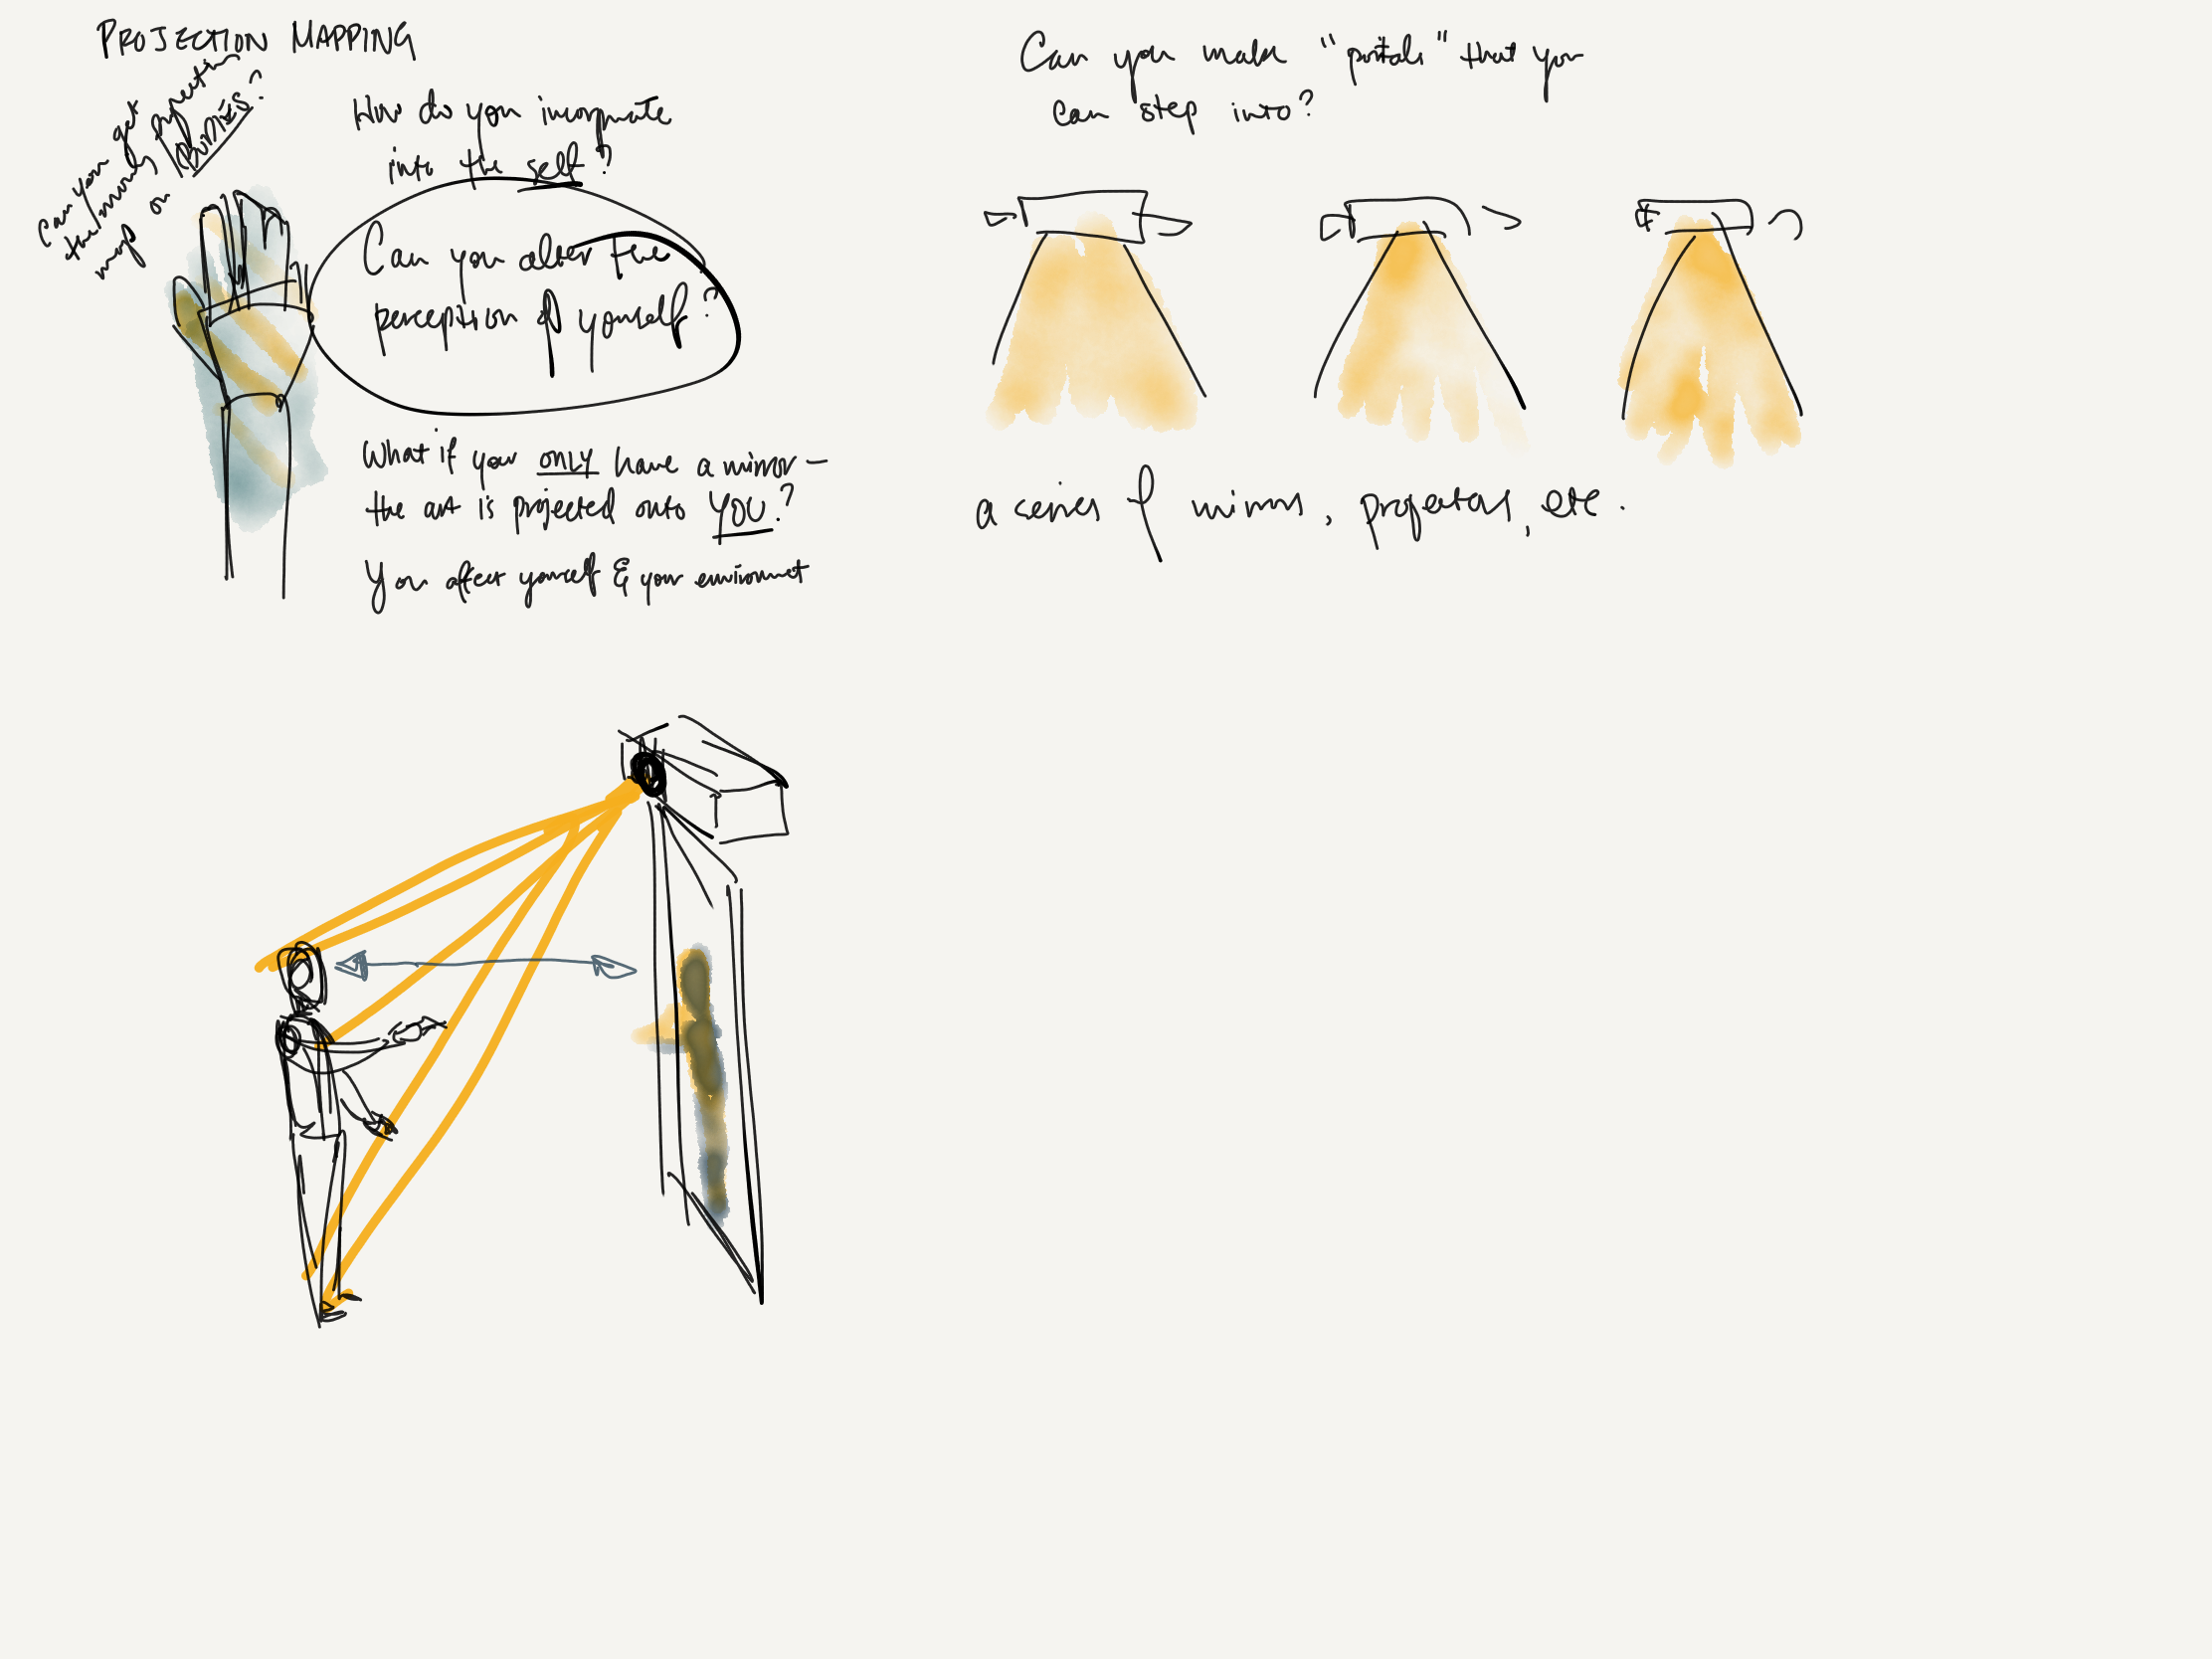 PROJECTION MAPPING
Can you get
them moving, projection
map on BODIES?
How do you incorporate
into the self?
Can you alter the
perception of yourself?
What if you ONLY have a mirror —
the art is projected onto YOU?
You affect yourself & your environment
Can you make "portals" that you
can step into?
a series of mirrors, projectors, etc.